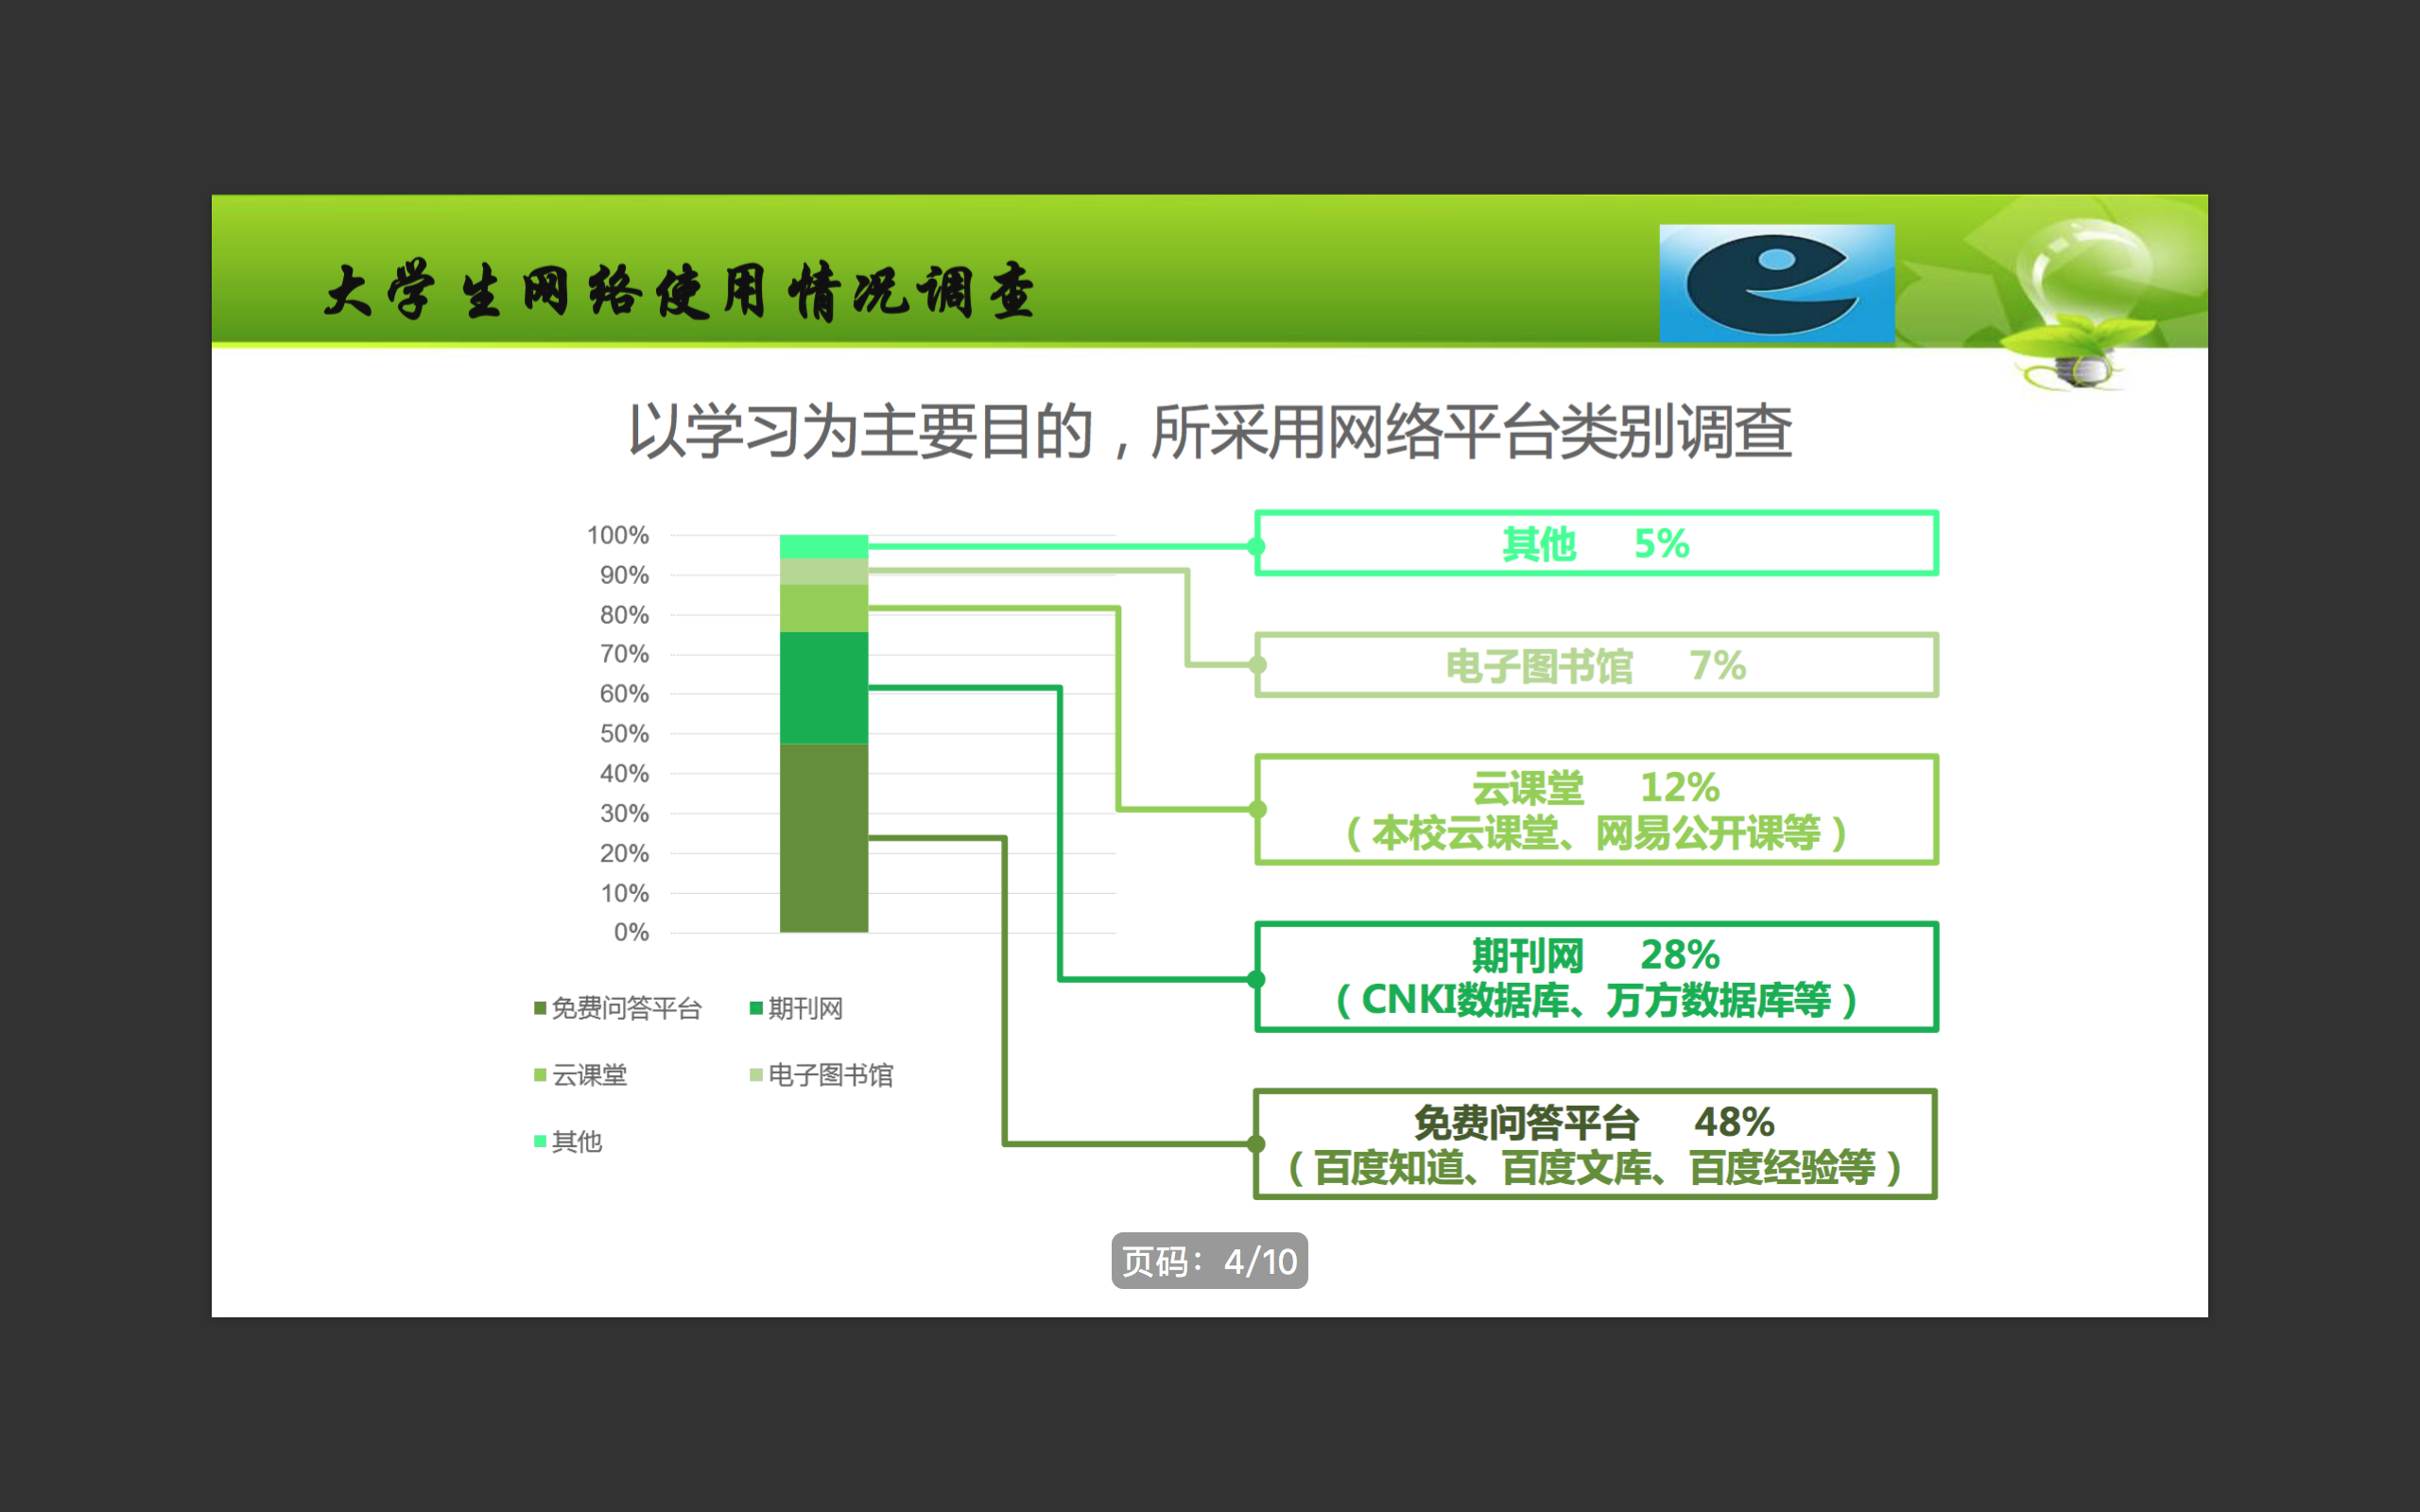 大学生网络使用情况调查
以学习为主要目的，所采用网络平台类别调查
100%
90%
80%
70%
60%
50%
40%
30%
20%
10%
0%
免费问答平台 期刊网
云课堂 电子图书馆
其他
其他 5%
电子图书馆 7%
云课堂 12%
（本校云课堂、网易公开课等）
期刊网 28%
（CNKI数据库、万方数据库等）
免费问答平台 48%
（百度知道、百度文库、百度经验等）
页码：4/10